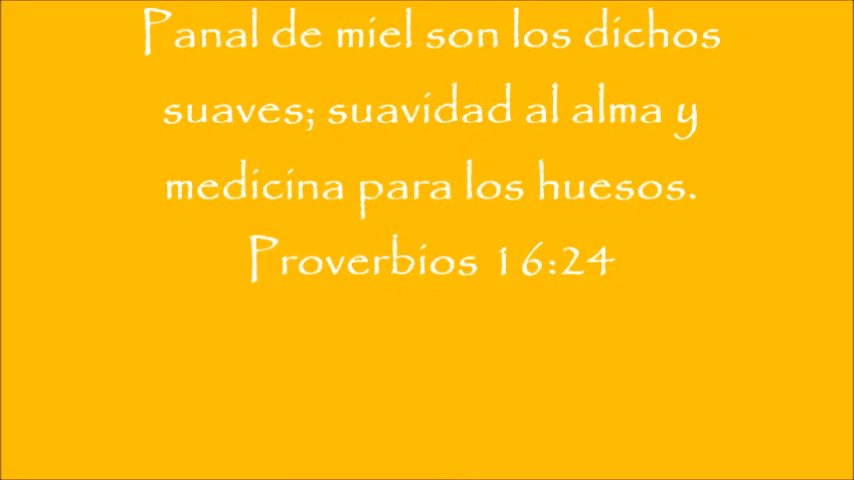 Panal de miel son los dichos
suaves; suavidad al alma y
medicina para los huesos.
Proverbios 16:24